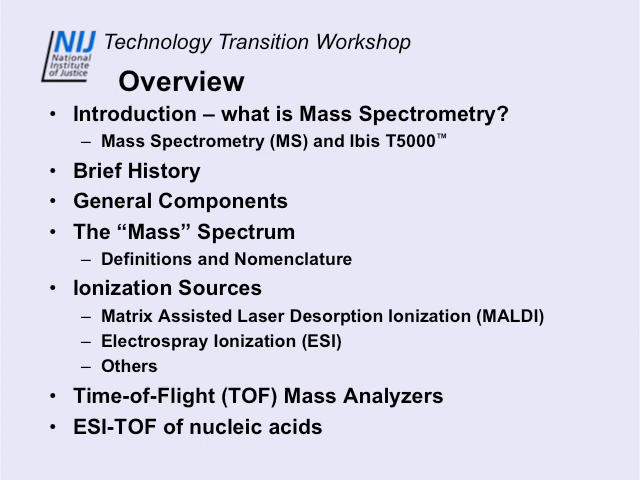 NIJ
National
Institute
of Justice
Technology Transition Workshop
Overview
• Introduction – what is Mass Spectrometry?
– Mass Spectrometry (MS) and Ibis T5000™
• Brief History
• General Components
• The “Mass” Spectrum
– Definitions and Nomenclature
• Ionization Sources
– Matrix Assisted Laser Desorption Ionization (MALDI)
– Electrospray Ionization (ESI)
– Others
• Time-of-Flight (TOF) Mass Analyzers
• ESI-TOF of nucleic acids